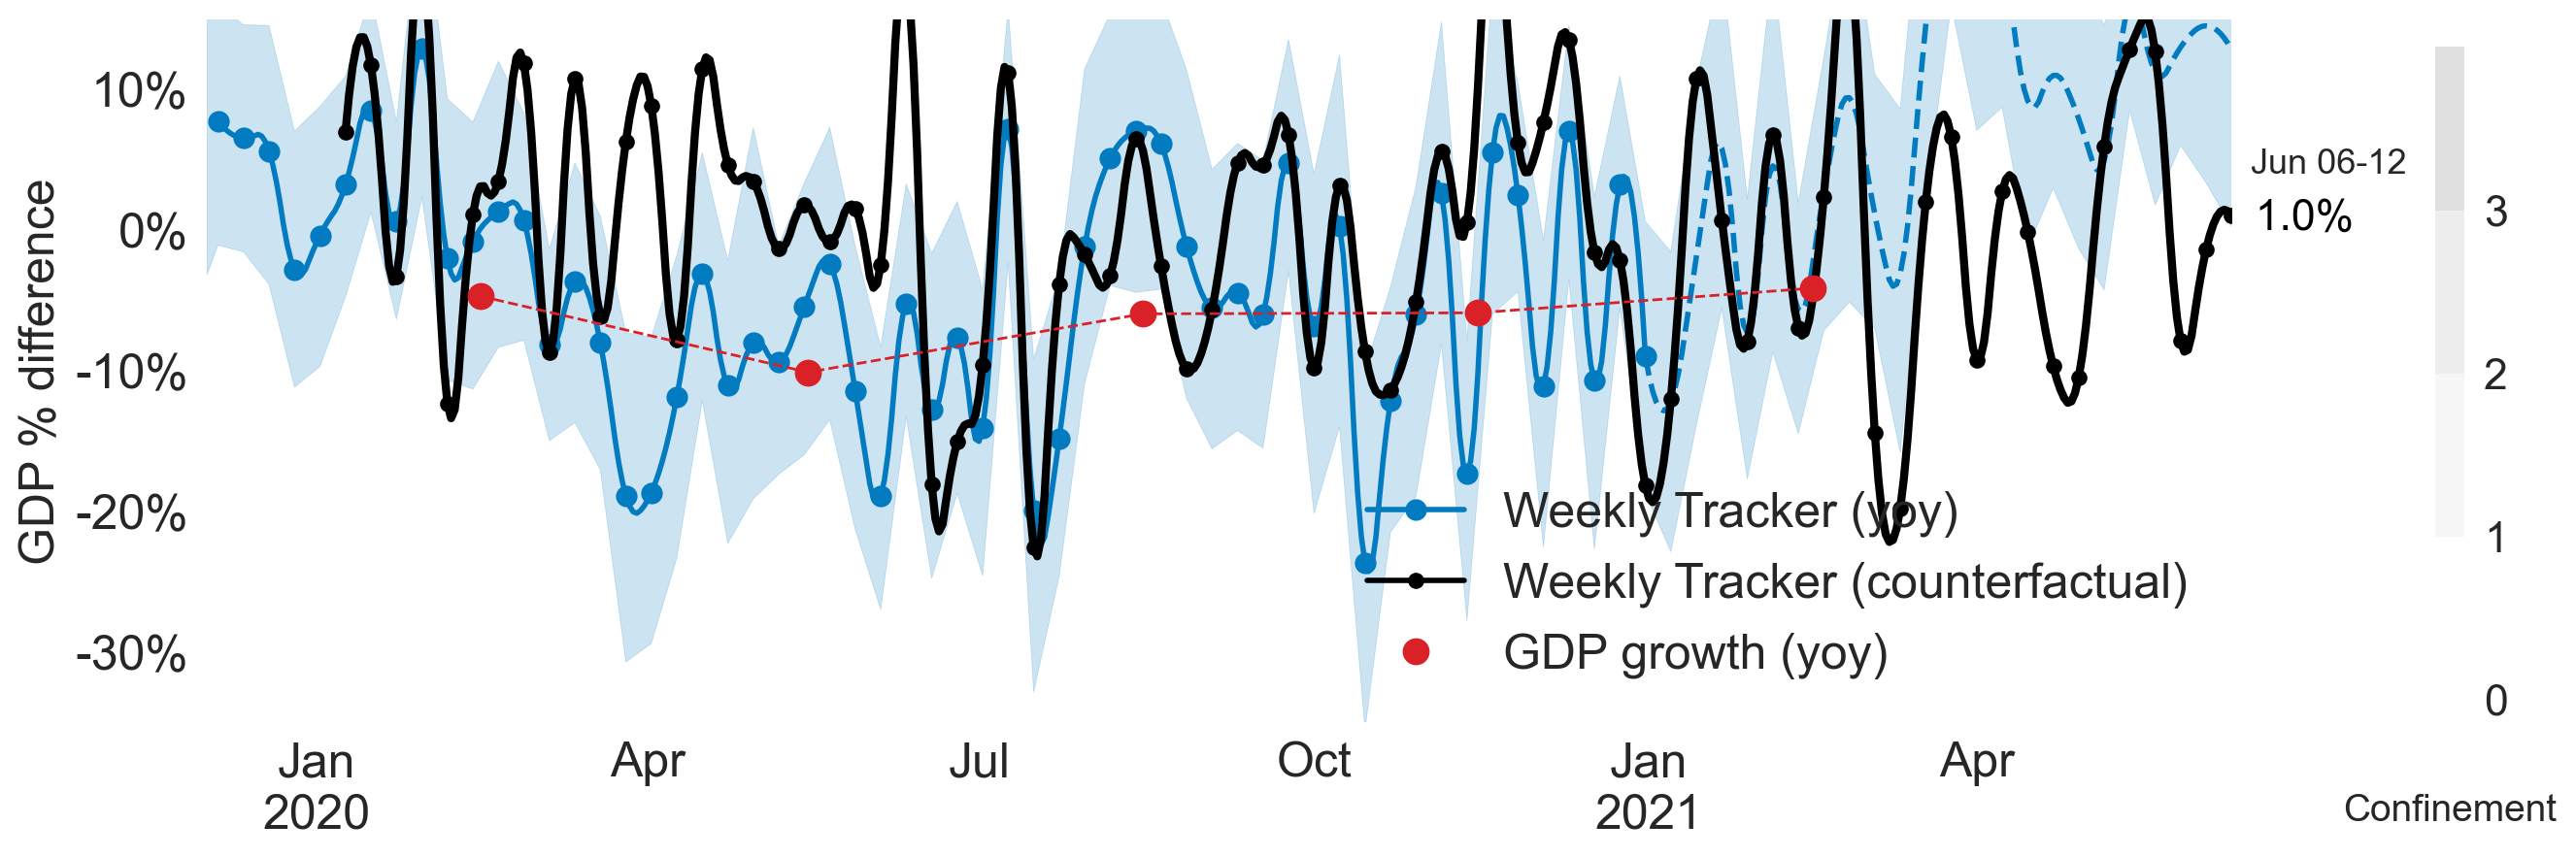 GDP % difference
10%
0%
-10%
-20%
-30%
Jan
2020
Apr
Jul
Oct
Jan
2021
Apr
Weekly Tracker (yoy)
Weekly Tracker (counterfactual)
GDP growth (yoy)
Jun 06-12
1.0%
3
2
1
0
Confinement